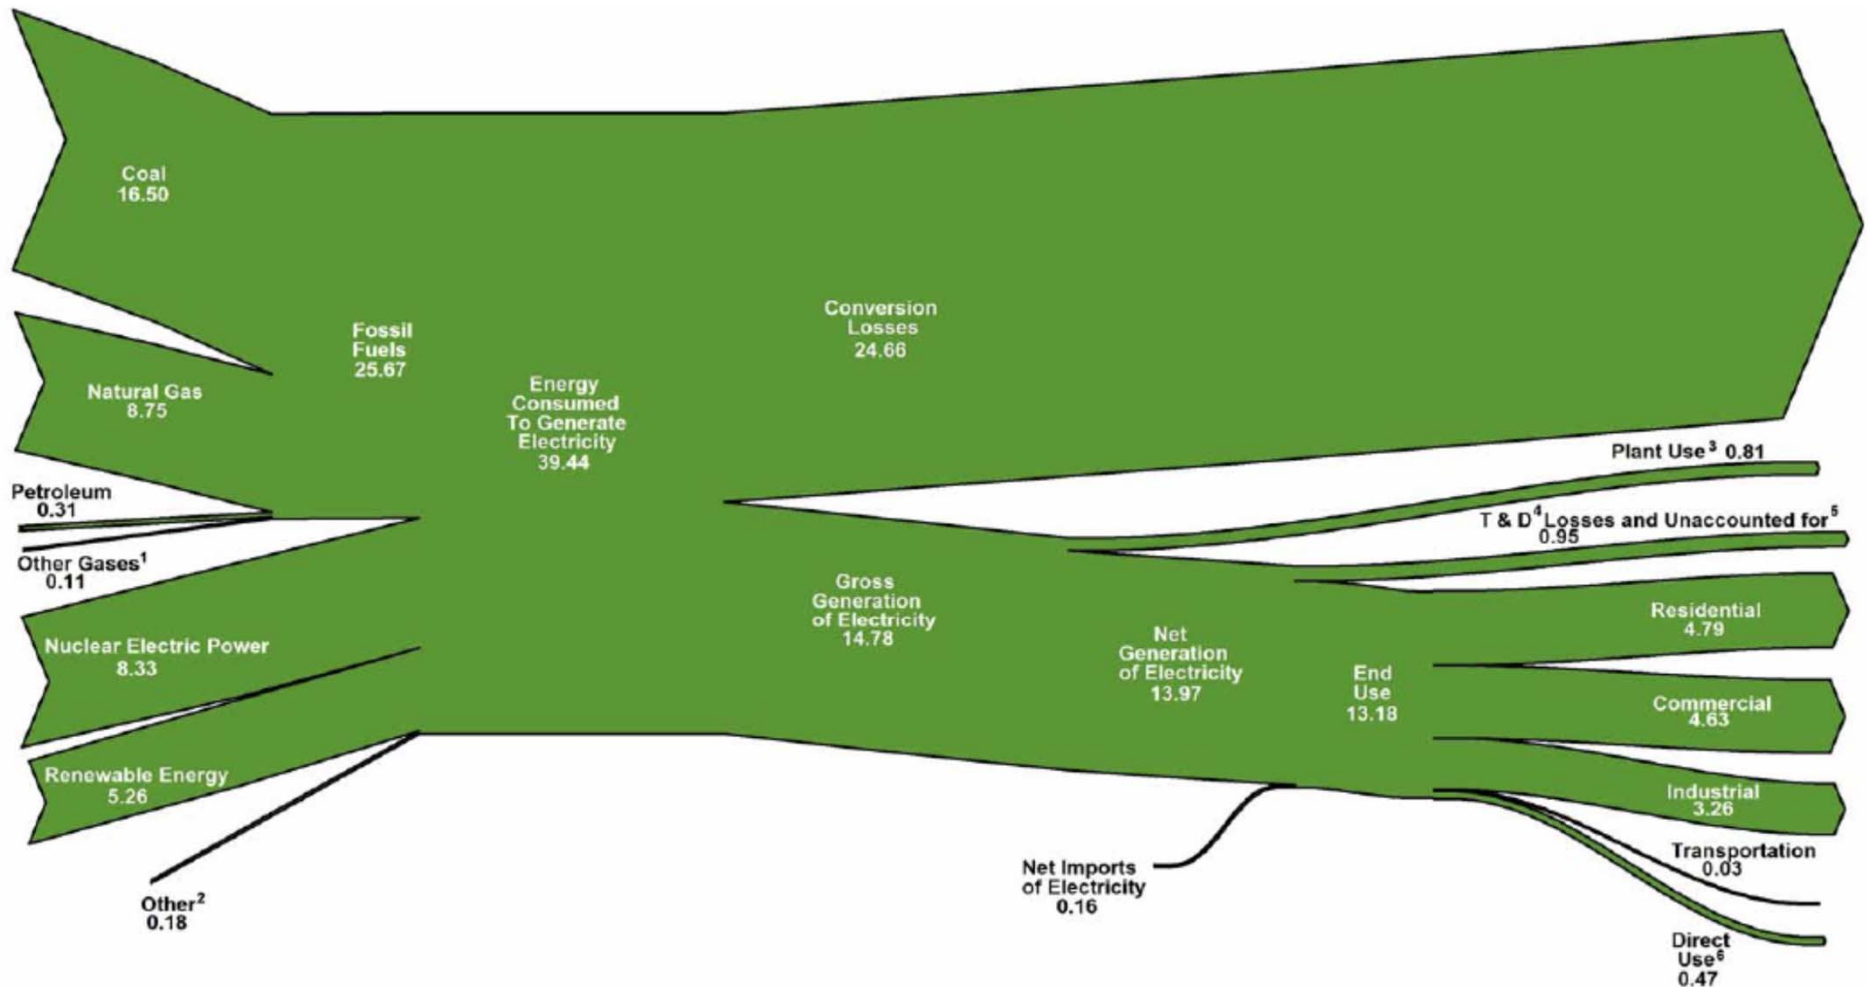 Coal
16.50
Natural Gas
8.75
Petroleum
0.31
Other Gases¹
0.11
Nuclear Electric Power
8.33
Renewable Energy
5.26
Other²
0.18
Fossil
Fuels
25.67
Energy
Consumed
To Generate
Electricity
39.44
Conversion
Losses
24.66
Gross
Generation
of Electricity
14.78
Net
Generation
of Electricity
13.97
Net Imports
of Electricity
0.16
End
Use
13.18
Plant Use³ 0.81
T & D⁴ Losses and Unaccounted for⁵
0.95
Residential
4.79
Commercial
4.63
Industrial
3.26
Transportation
0.03
Direct
Use⁶
0.47